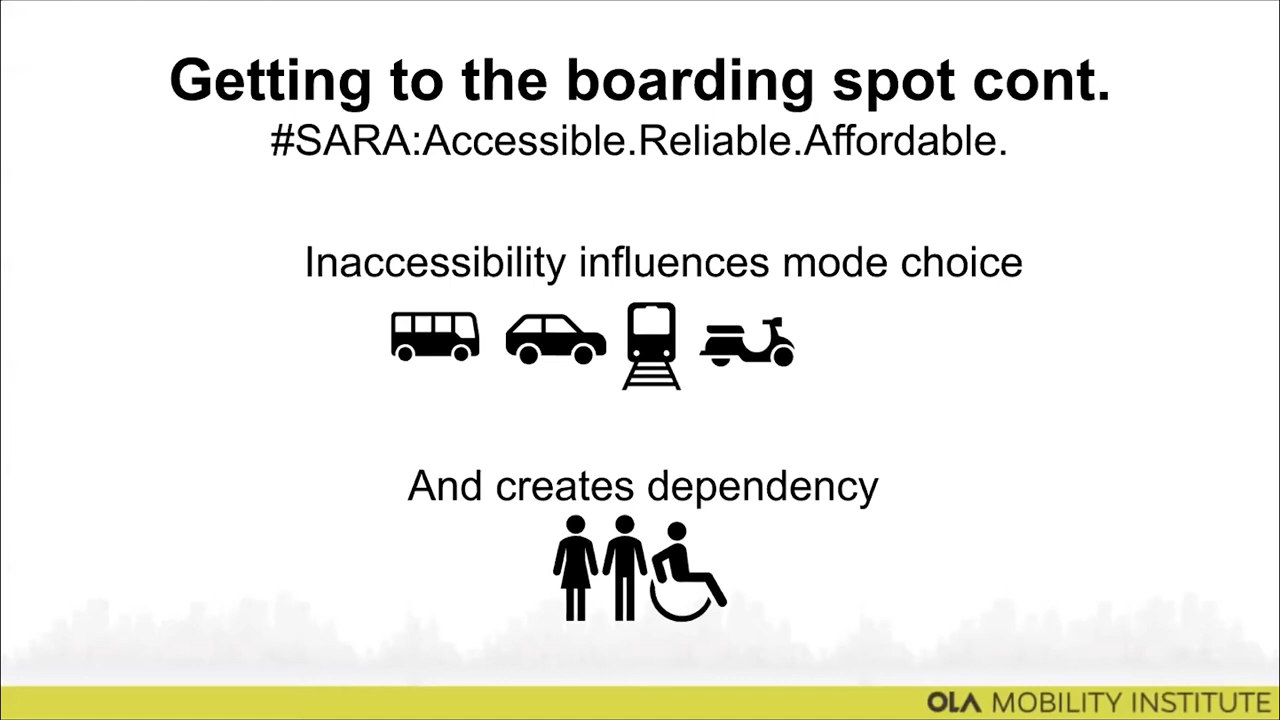 Getting to the boarding spot cont.
#SARA:Accessible.Reliable.Affordable.
Inaccessibility influences mode choice
And creates dependency
OLA MOBILITY INSTITUTE